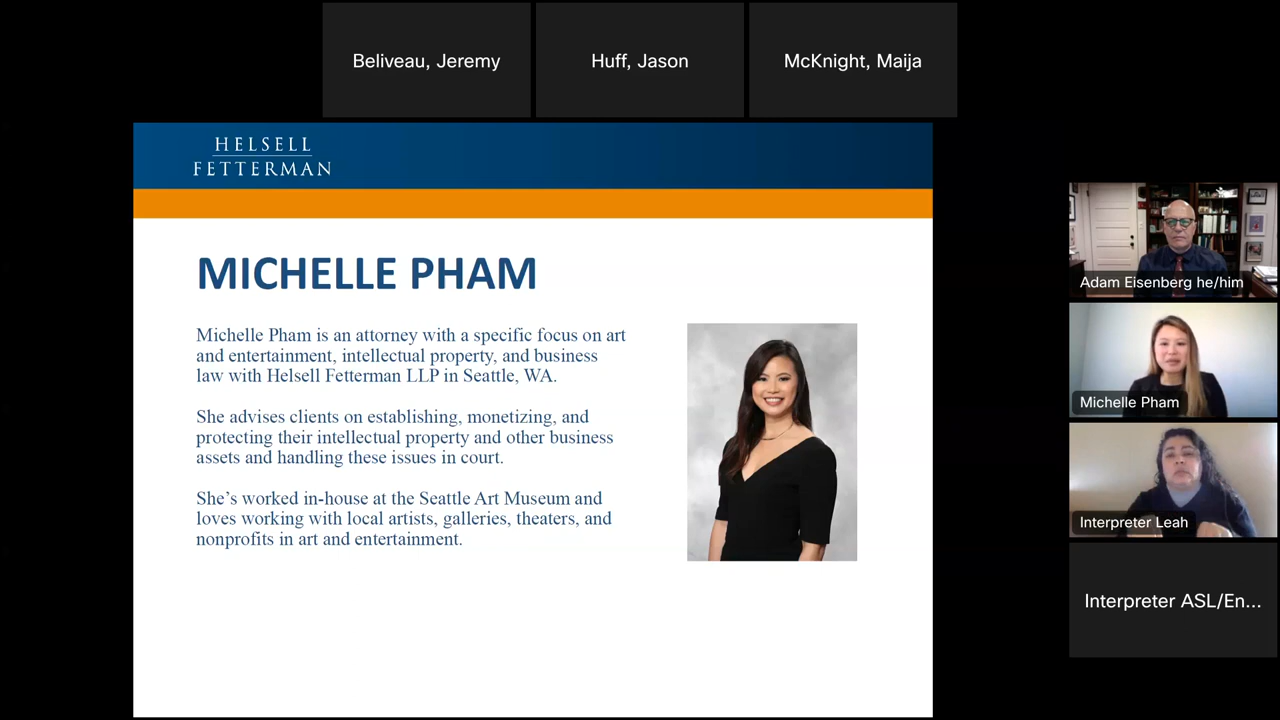 Beliveau, Jeremy
Huff, Jason
McKnight, Maija
HELSELL
FETTERMAN
MICHELLE PHAM
Michelle Pham is an attorney with a specific focus on art
and entertainment, intellectual property, and business
law with Helsell Fetterman LLP in Seattle, WA.
She advises clients on establishing, monetizing, and
protecting their intellectual property and other business
assets and handling these issues in court.
She’s worked in-house at the Seattle Art Museum and
loves working with local artists, galleries, theaters, and
nonprofits in art and entertainment.
Adam Eisenberg he/him
Michelle Pham
Interpreter Leah
Interpreter ASL/En...